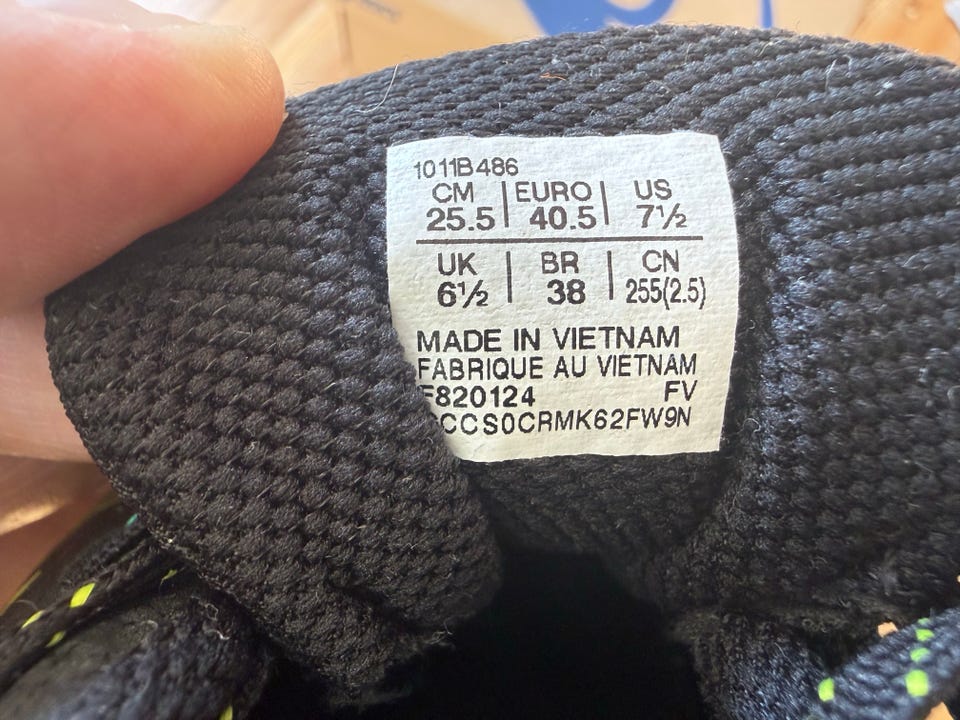 1011B486
CM | EURO | US
25.5 | 40.5 | 7½
UK | BR | CN
6½ | 38 | 255(2.5)
MADE IN VIETNAM
FABRIQUE AU VIETNAM
F820124 FV
CCS0CRMK62FW9N